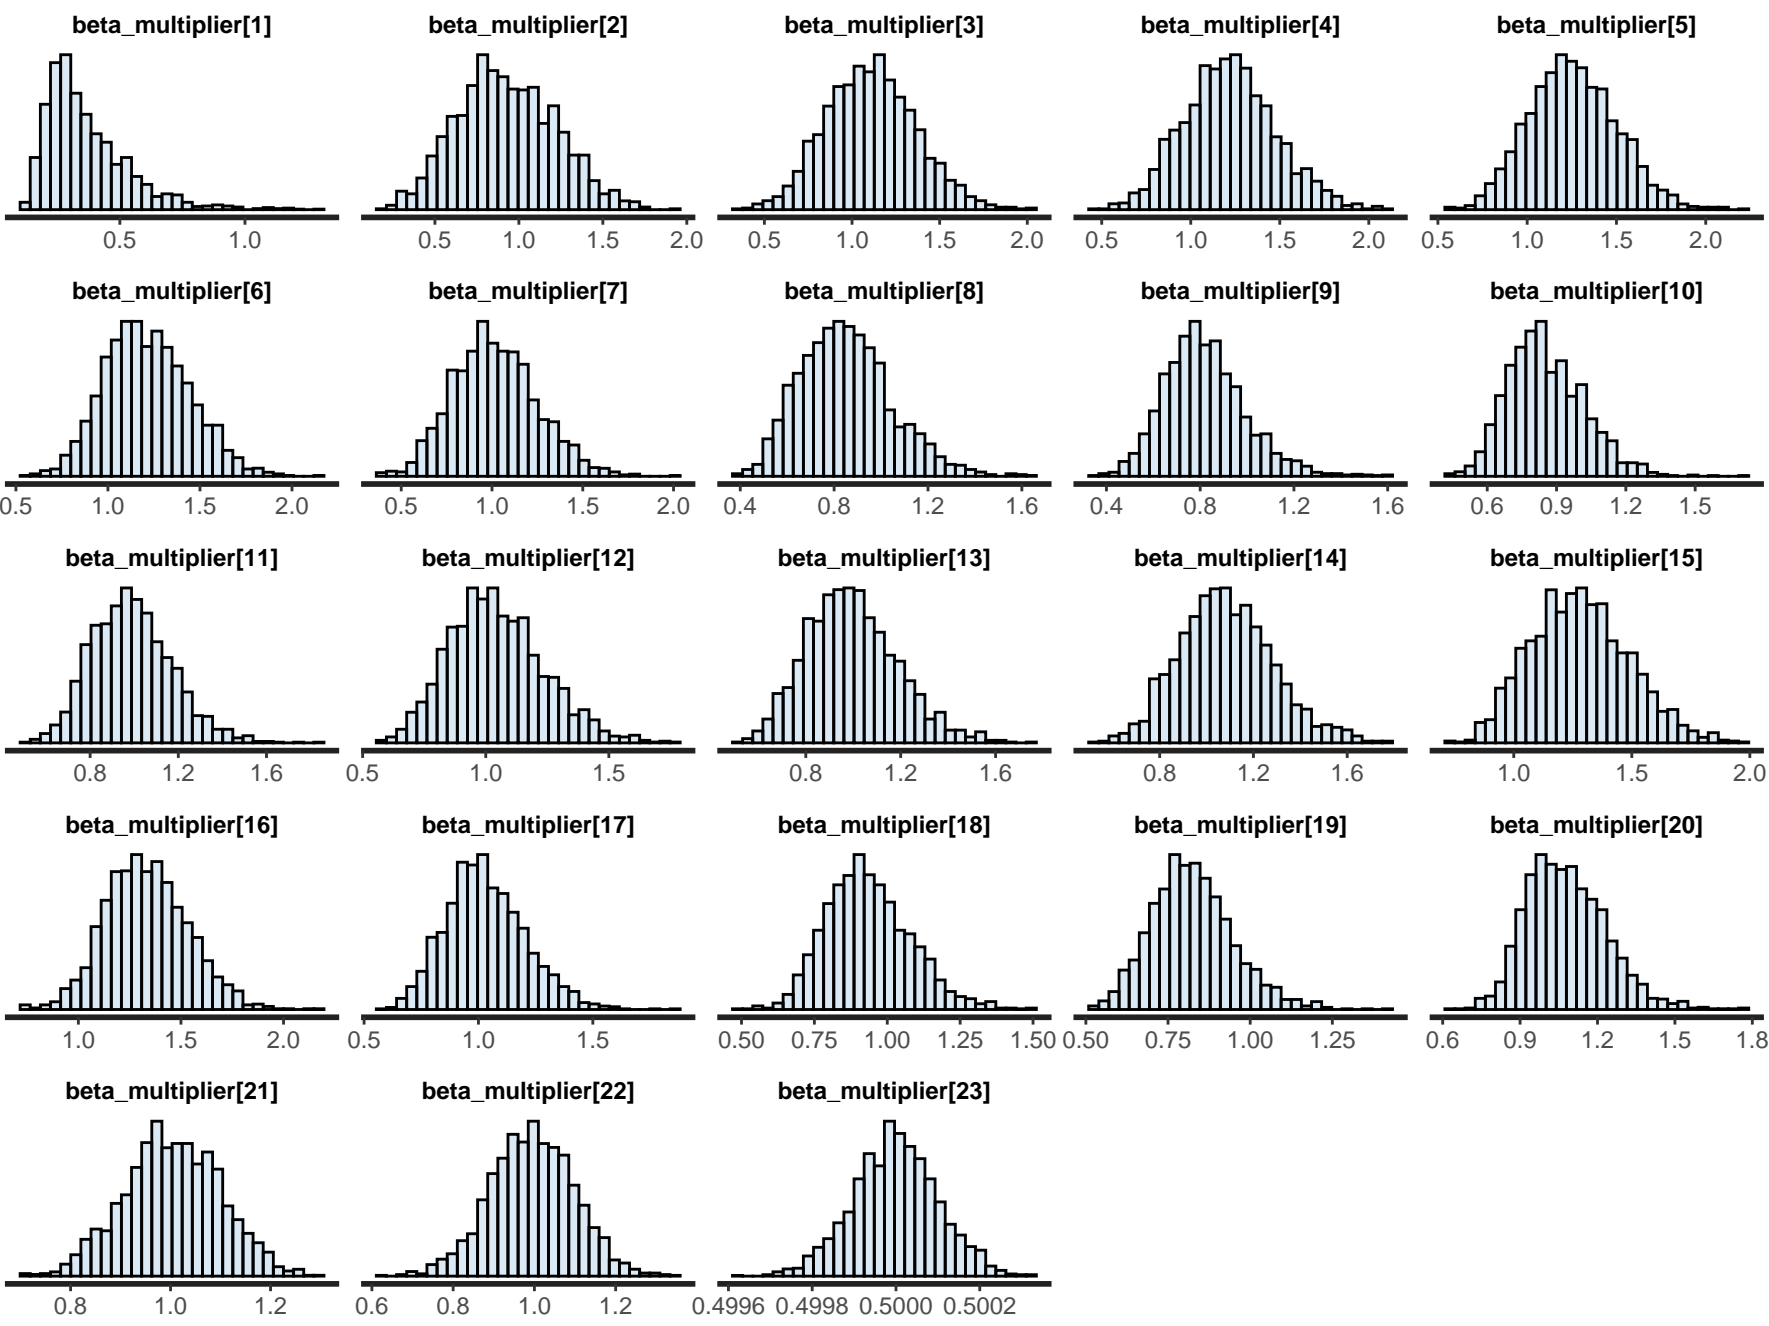 beta_multiplier[1] beta_multiplier[2] beta_multiplier[3] beta_multiplier[4] beta_multiplier[5]
0.5 1.0 0.5 1.0 1.5 2.0 0.5 1.0 1.5 2.0 0.5 1.0 1.5 2.0 0.5 1.0 1.5 2.0
beta_multiplier[6] beta_multiplier[7] beta_multiplier[8] beta_multiplier[9] beta_multiplier[10]
0.5 1.0 1.5 2.0 0.5 1.0 1.5 2.0 0.4 0.8 1.2 1.6 0.4 0.8 1.2 1.6 0.6 0.9 1.2 1.5
beta_multiplier[11] beta_multiplier[12] beta_multiplier[13] beta_multiplier[14] beta_multiplier[15]
0.8 1.2 1.6 0.5 1.0 1.5 0.8 1.2 1.6 0.8 1.2 1.6 1.0 1.5 2.0
beta_multiplier[16] beta_multiplier[17] beta_multiplier[18] beta_multiplier[19] beta_multiplier[20]
1.0 1.5 2.0 0.5 1.0 1.5 0.50 0.75 1.00 1.25 1.50 0.50 0.75 1.00 1.25 0.6 0.9 1.2 1.5 1.8
beta_multiplier[21] beta_multiplier[22] beta_multiplier[23]
0.8 1.0 1.2 0.6 0.8 1.0 1.2 0.4996 0.4998 0.5000 0.5002